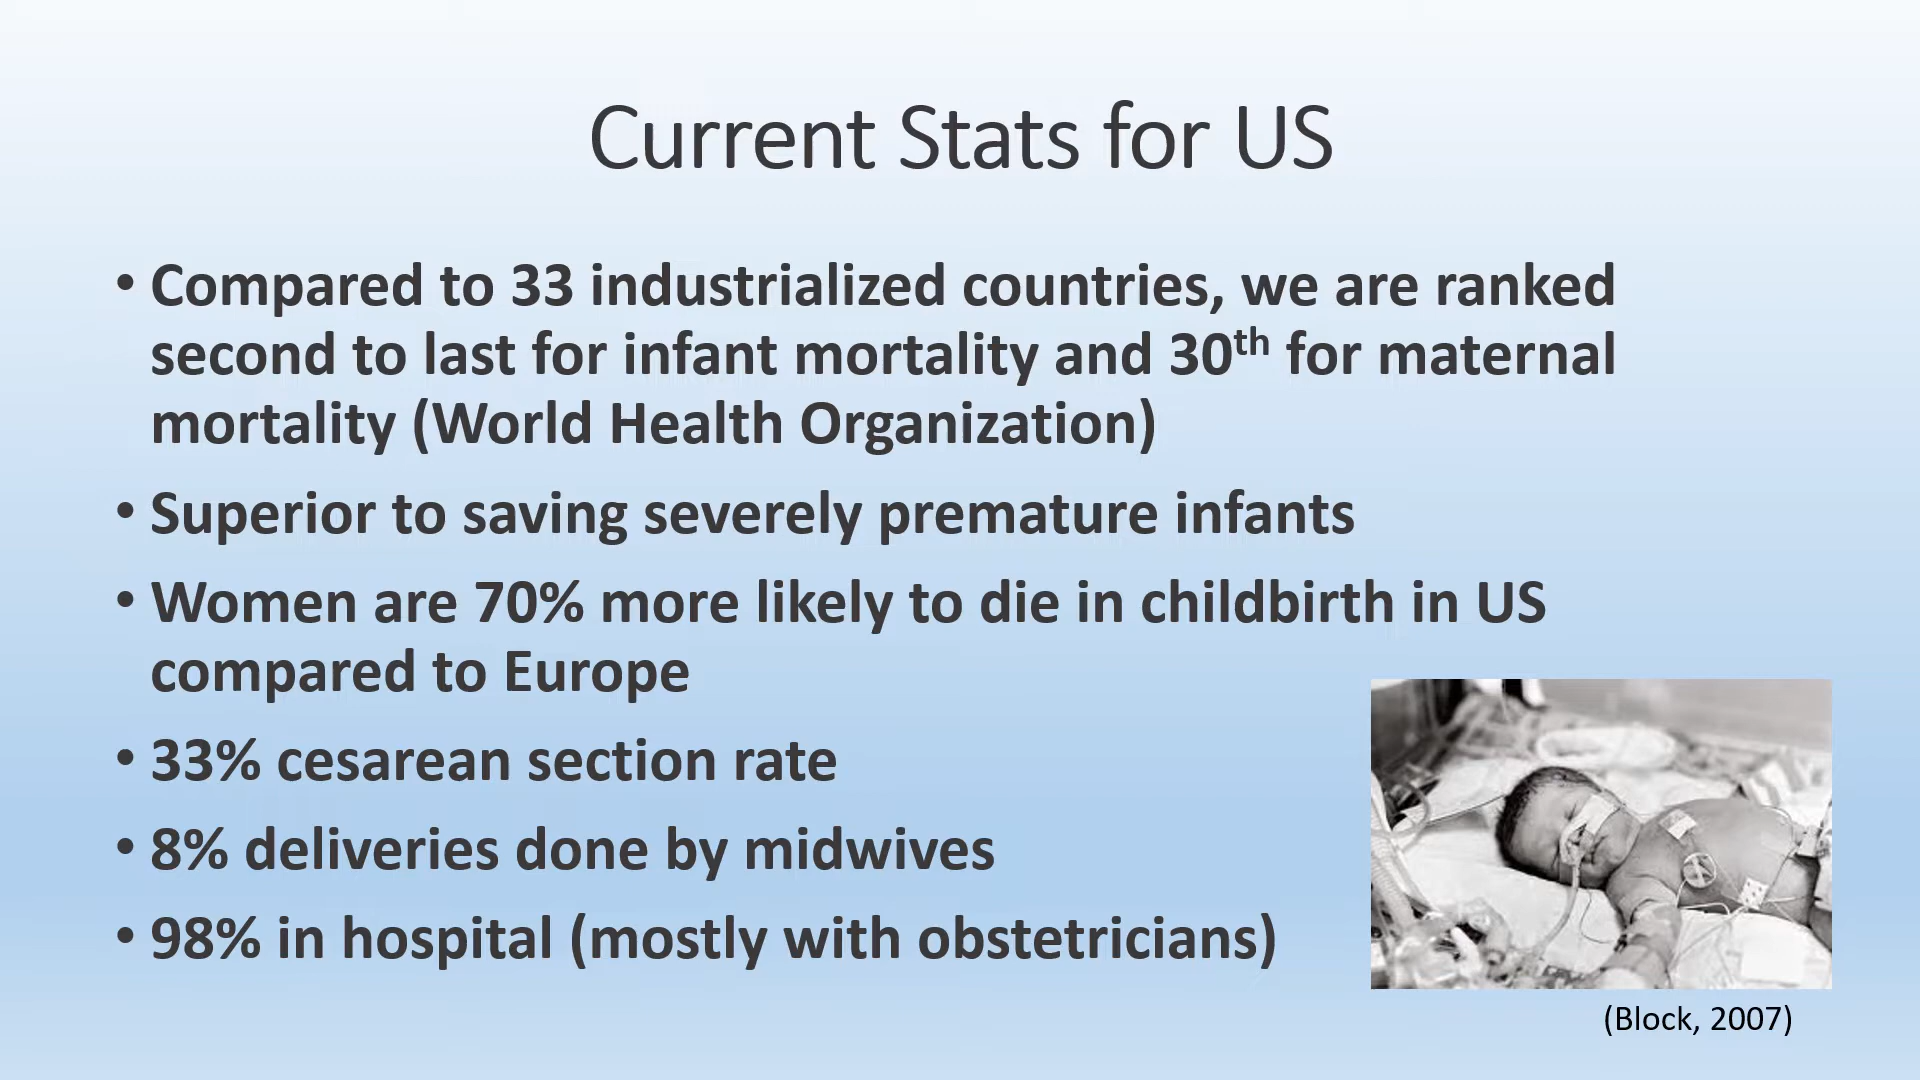 Current Stats for US
• Compared to 33 industrialized countries, we are ranked
second to last for infant mortality and 30th for maternal
mortality (World Health Organization)
• Superior to saving severely premature infants
• Women are 70% more likely to die in childbirth in US
compared to Europe
• 33% cesarean section rate
• 8% deliveries done by midwives
• 98% in hospital (mostly with obstetricians)
(Block, 2007)